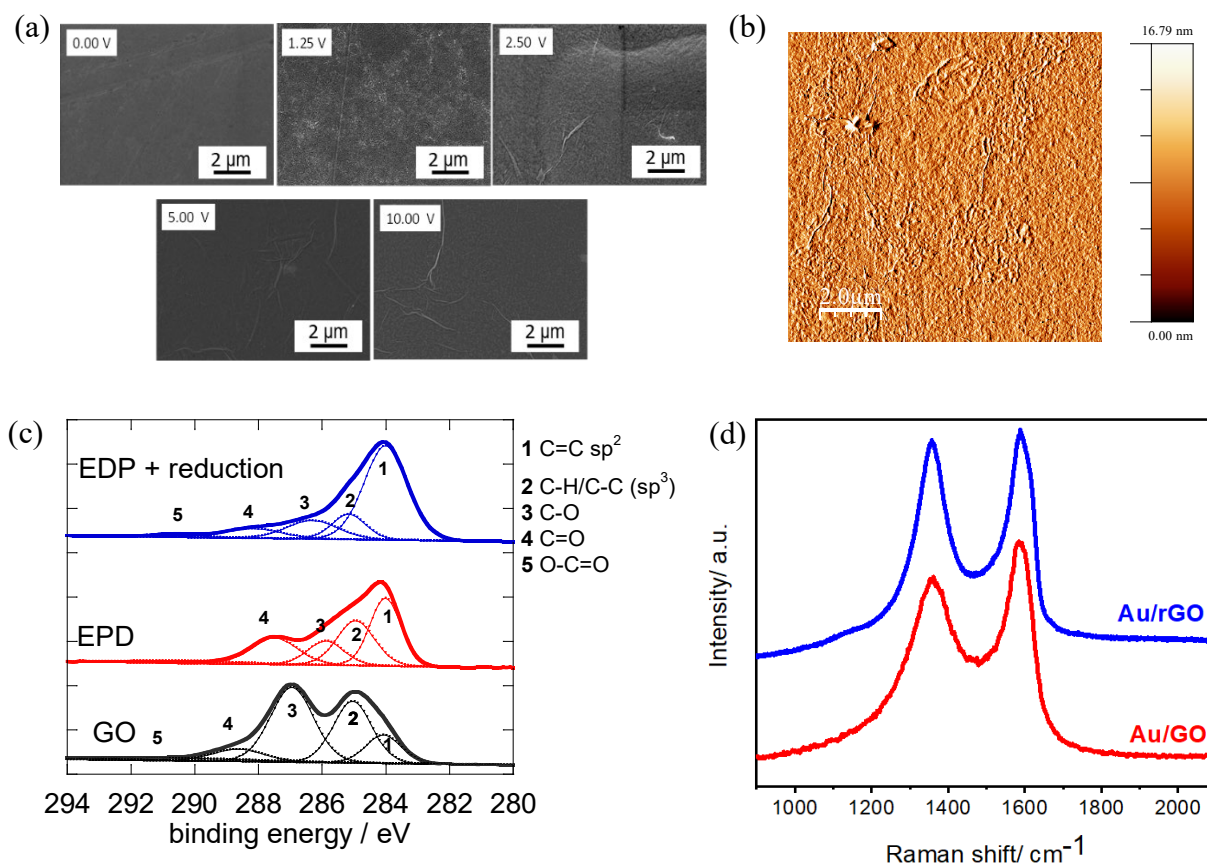 (a)
0.00 V
2 µm
1.25 V
2 µm
2.50 V
2 µm
5.00 V
2 µm
10.00 V
2 µm
(b)
2.0µm
16.79 nm
0.00 nm
(c)
EDP + reduction
5
4
3
2
1
EPD
4
3
2
1
GO
5
4
3
2
1
1 C=C sp²
2 C-H/C-C (sp³)
3 C-O
4 C=O
5 O-C=O
294 292 290 288 286 284 282 280
binding energy / eV
(d)
Intensity/ a.u.
Au/rGO
Au/GO
1000 1200 1400 1600 1800 2000
Raman shift/ cm⁻¹